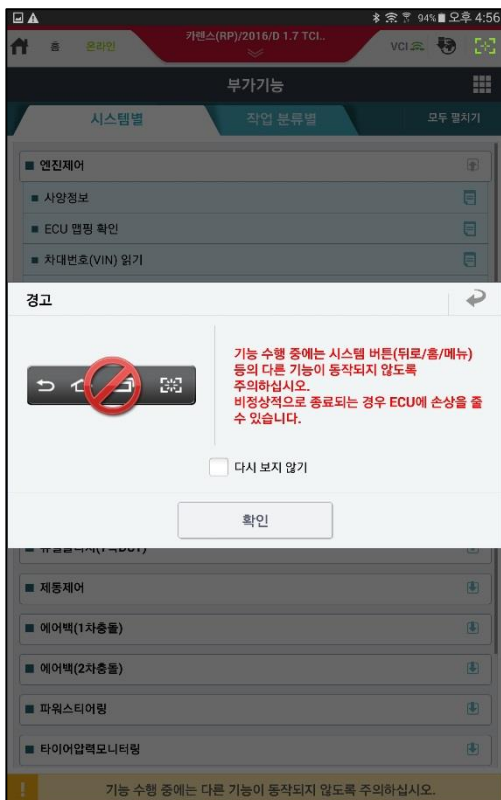 94% 오후 4:56
홈 온라인 카렌스(RP)/2016/D 1.7 TCI.. VCI
부가기능
시스템별 작업 분류별 모두 펼치기
엔진제어
사양정보
ECU 맵핑 확인
차대번호(VIN) 읽기
경고
기능 수행 중에는 시스템 버튼(뒤로/홈/메뉴)
등의 다른 기능이 동작되지 않도록
주의하십시오.
비정상적으로 종료되는 경우 ECU에 손상을 줄
수 있습니다.
다시 보지 않기
확인
제동제어
에어백(1차충돌)
에어백(2차충돌)
파워스티어링
타이어압력모니터링
기능 수행 중에는 다른 기능이 동작되지 않도록 주의하십시오.